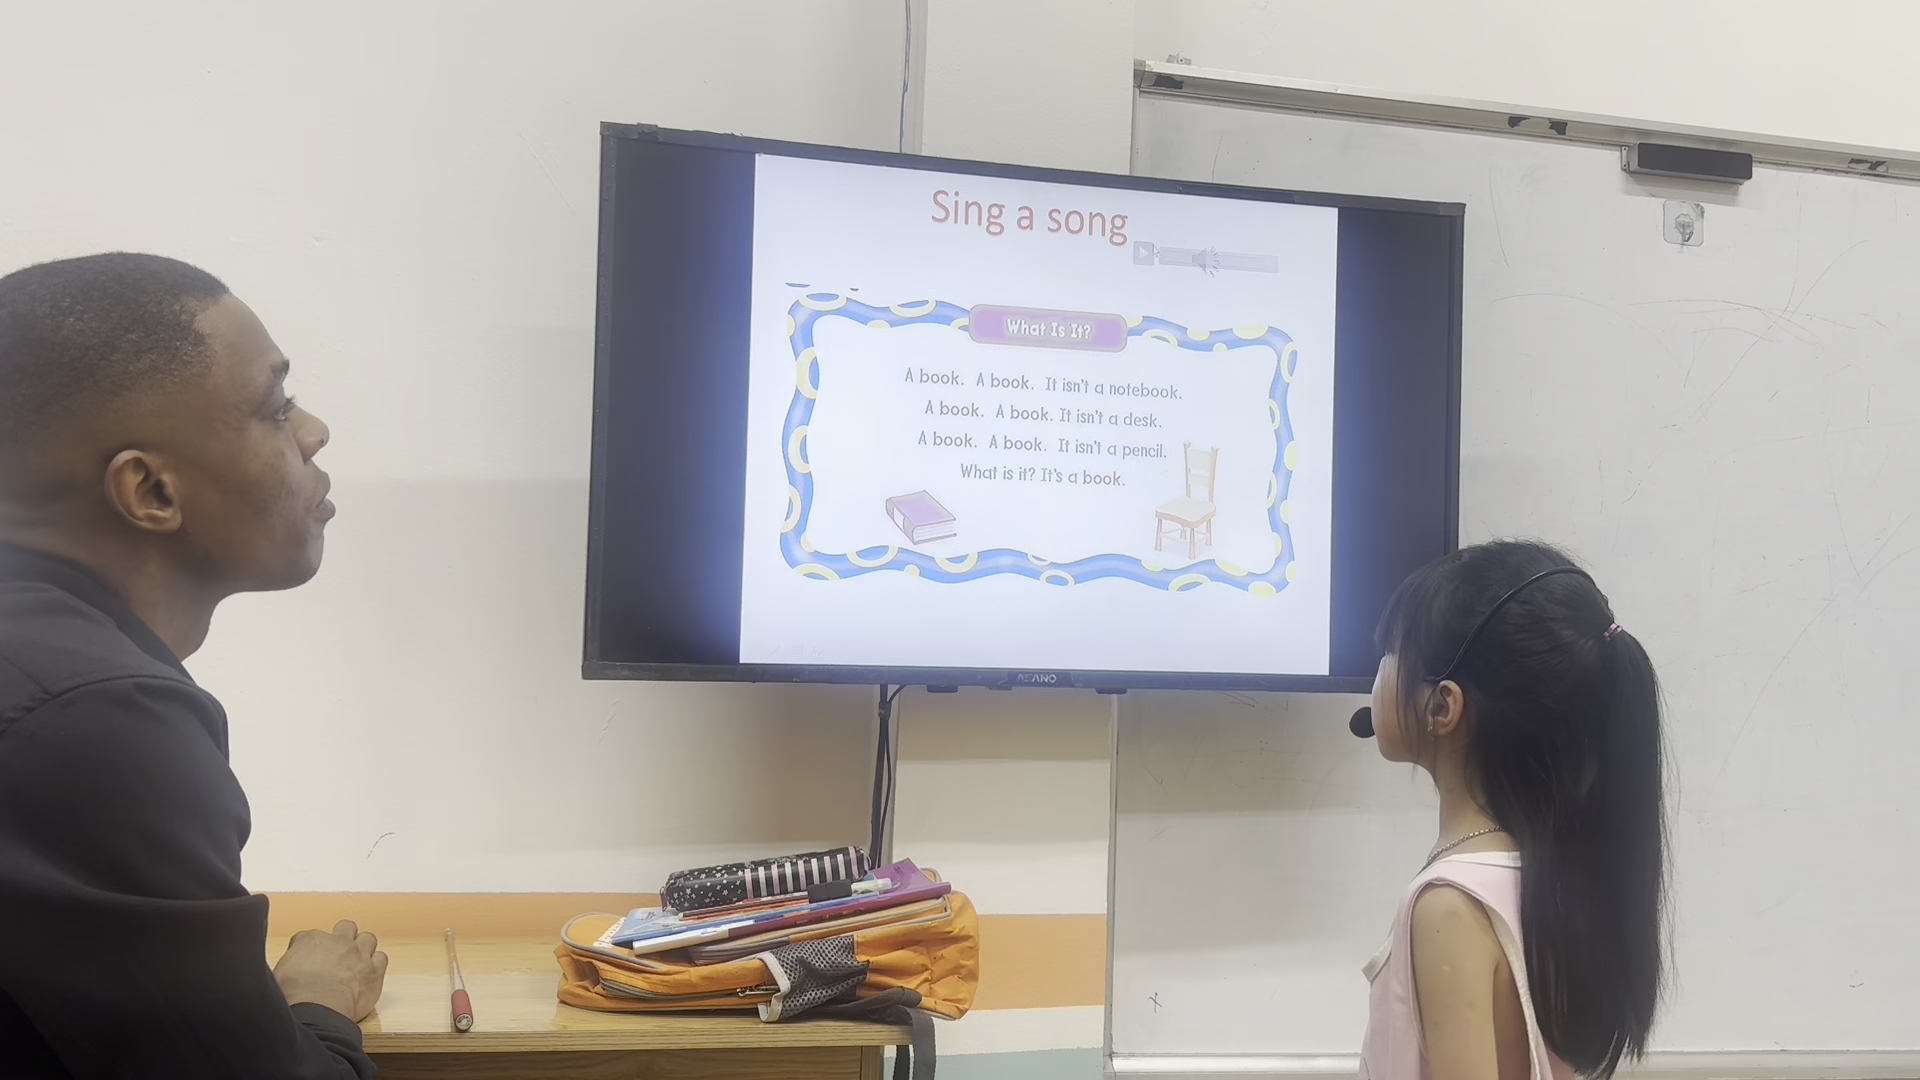 Sing a song
What Is It?
A book. A book. It isn't a notebook.
A book. A book. It isn't a desk.
A book. A book. It isn't a pencil.
What is it? It's a book.
ASANO